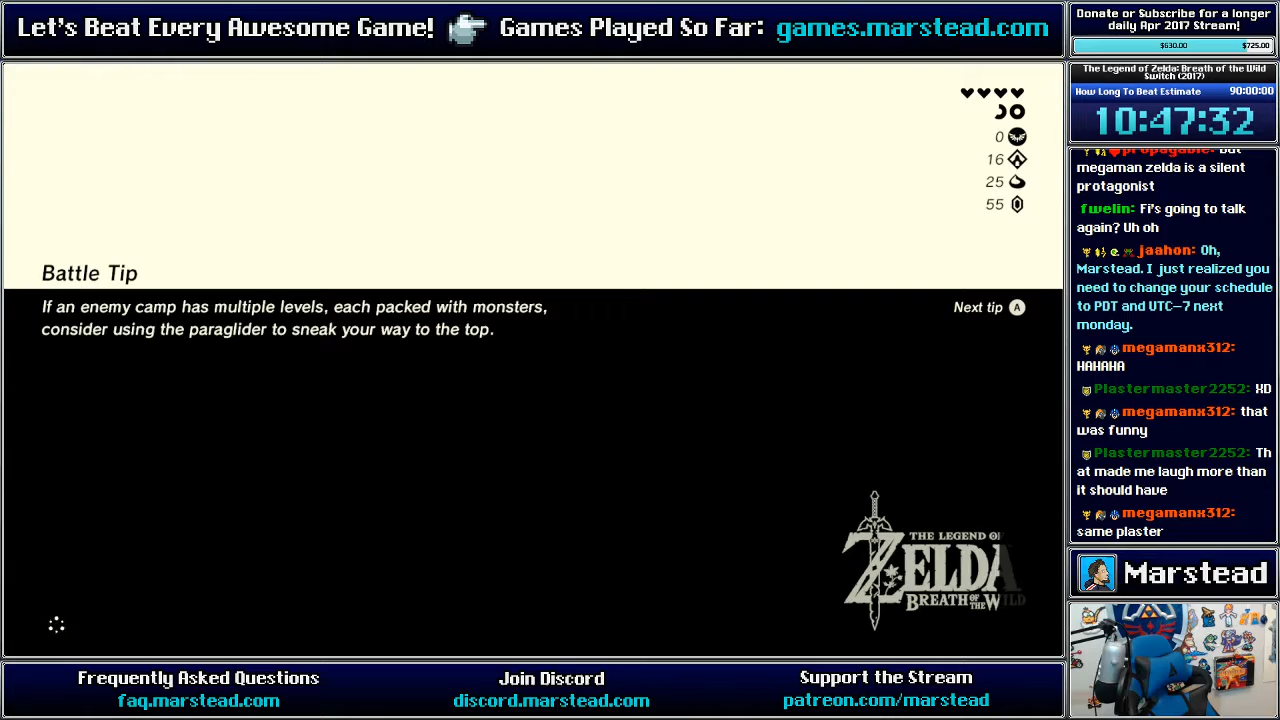 Let's Beat Every Awesome Game!
Games Played So Far: games.marstead.com
Donate or Subscribe for a longer
daily Apr 2017 Stream!
$630.00
$725.00
The Legend of Zelda: Breath of the Wild
Switch (2017)
How Long To Beat Estimate 90:00:00
10:47:32
0
16
25
55
Battle Tip
If an enemy camp has multiple levels, each packed with monsters,
consider using the paraglider to sneak your way to the top.
Next tip A
THE LEGEND OF
ZELDA
BREATH OF THE WILD
propagable: but
megaman zelda is a silent
protagonist
fwelin: Fi's going to talk
again? Uh oh
jaahon: Oh,
Marstead. I just realized you
need to change your schedule
to PDT and UTC-7 next
monday.
megamanx312:
HAHAHA
Plastermaster2252: XD
megamanx312: that
was funny
Plastermaster2252: Th
at made me laugh more than
it should have
megamanx312:
same plaster
Marstead
Frequently Asked Questions
faq.marstead.com
Join Discord
discord.marstead.com
Support the Stream
patreon.com/marstead